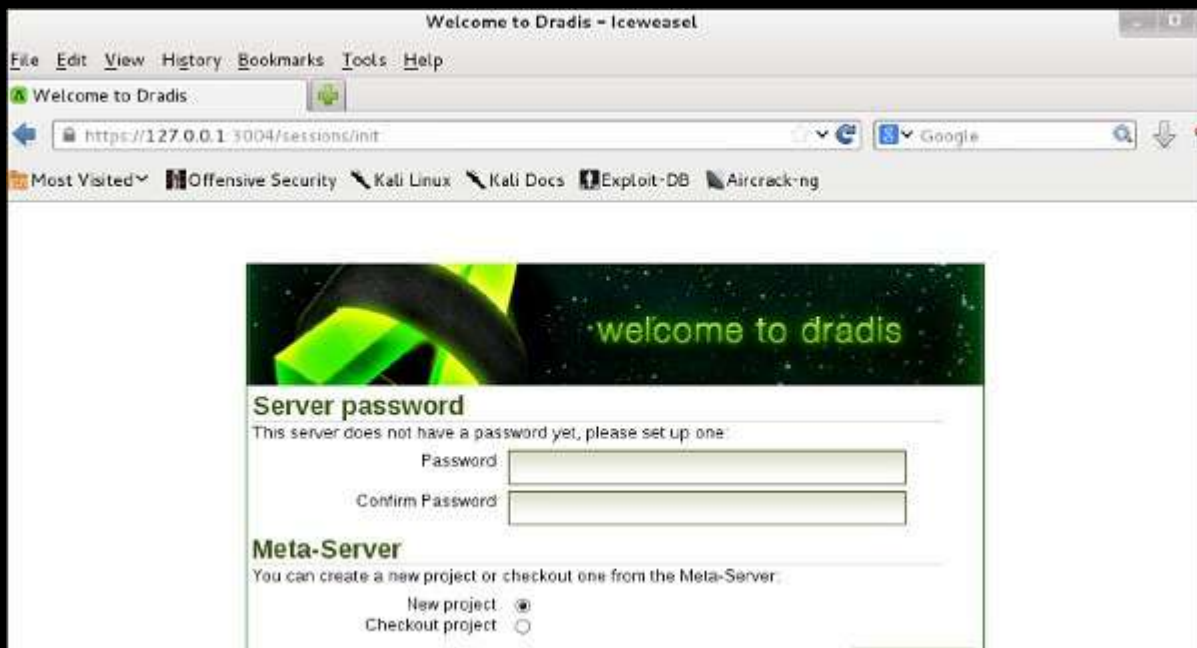 Welcome to Dradis - Iceweasel
File Edit View History Bookmarks Tools Help
Welcome to Dradis
https://127.0.0.1:3004/sessions/init
Google
Most Visited Offensive Security Kali Linux Kali Docs Exploit-DB Aircrack-ng
welcome to dradis
Server password
This server does not have a password yet, please set up one:
Password
Confirm Password
Meta-Server
You can create a new project or checkout one from the Meta-Server:
New project
Checkout project